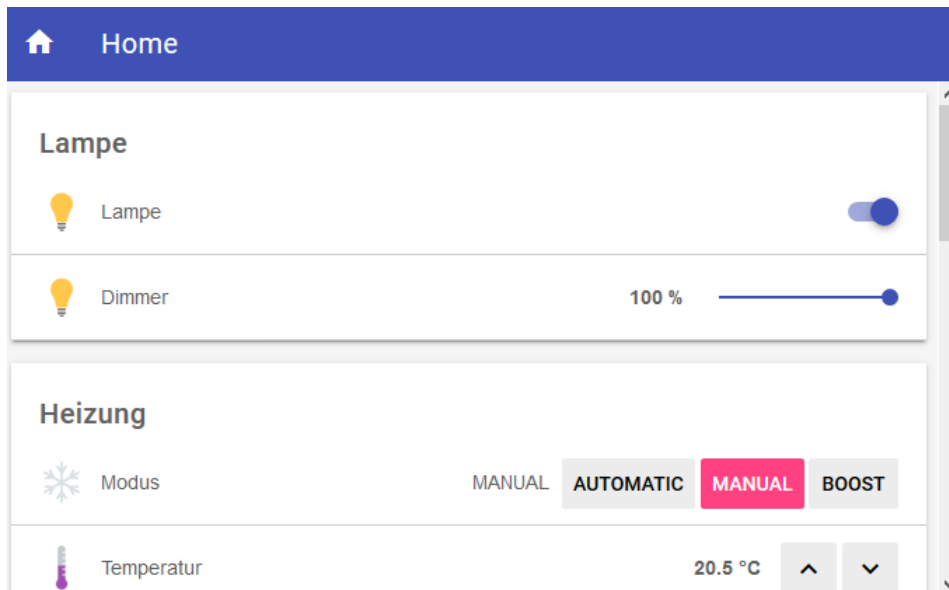 Home
Lampe
Lampe
Dimmer 100 %
Heizung
Modus MANUAL AUTOMATIC MANUAL BOOST
Temperatur 20.5 °C